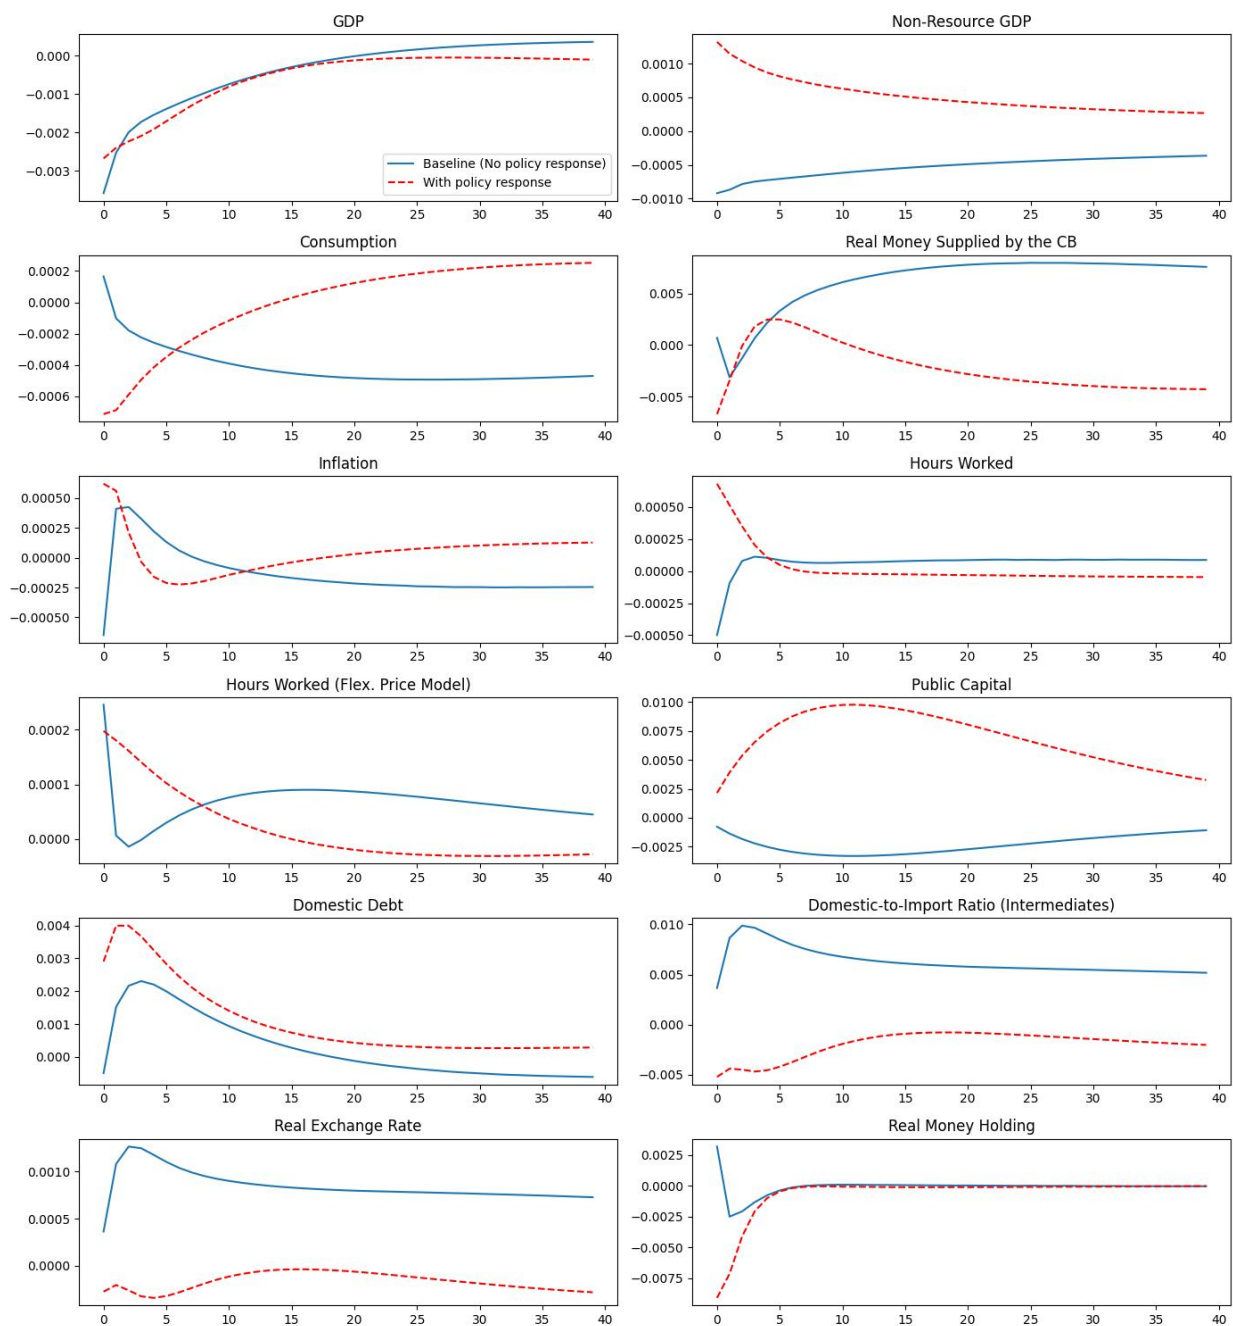 GDP
0.000
−0.001
−0.002
−0.003
Baseline (No policy response)
With policy response
0 5 10 15 20 25 30 35 40
Non-Resource GDP
0.0010
0.0005
0.0000
−0.0005
−0.0010
0 5 10 15 20 25 30 35 40
Consumption
0.0002
0.0000
−0.0002
−0.0004
−0.0006
0 5 10 15 20 25 30 35 40
Real Money Supplied by the CB
0.005
0.000
−0.005
0 5 10 15 20 25 30 35 40
Inflation
0.00050
0.00025
0.00000
−0.00025
−0.00050
0 5 10 15 20 25 30 35 40
Hours Worked
0.00050
0.00025
0.00000
−0.00025
−0.00050
0 5 10 15 20 25 30 35 40
Hours Worked (Flex. Price Model)
0.0002
0.0001
0.0000
0 5 10 15 20 25 30 35 40
Public Capital
0.0100
0.0075
0.0050
0.0025
0.0000
−0.0025
0 5 10 15 20 25 30 35 40
Domestic Debt
0.004
0.003
0.002
0.001
0.000
0 5 10 15 20 25 30 35 40
Domestic-to-Import Ratio (Intermediates)
0.010
0.005
0.000
−0.005
0 5 10 15 20 25 30 35 40
Real Exchange Rate
0.0010
0.0005
0.0000
0 5 10 15 20 25 30 35 40
Real Money Holding
0.0025
0.0000
−0.0025
−0.0050
−0.0075
0 5 10 15 20 25 30 35 40